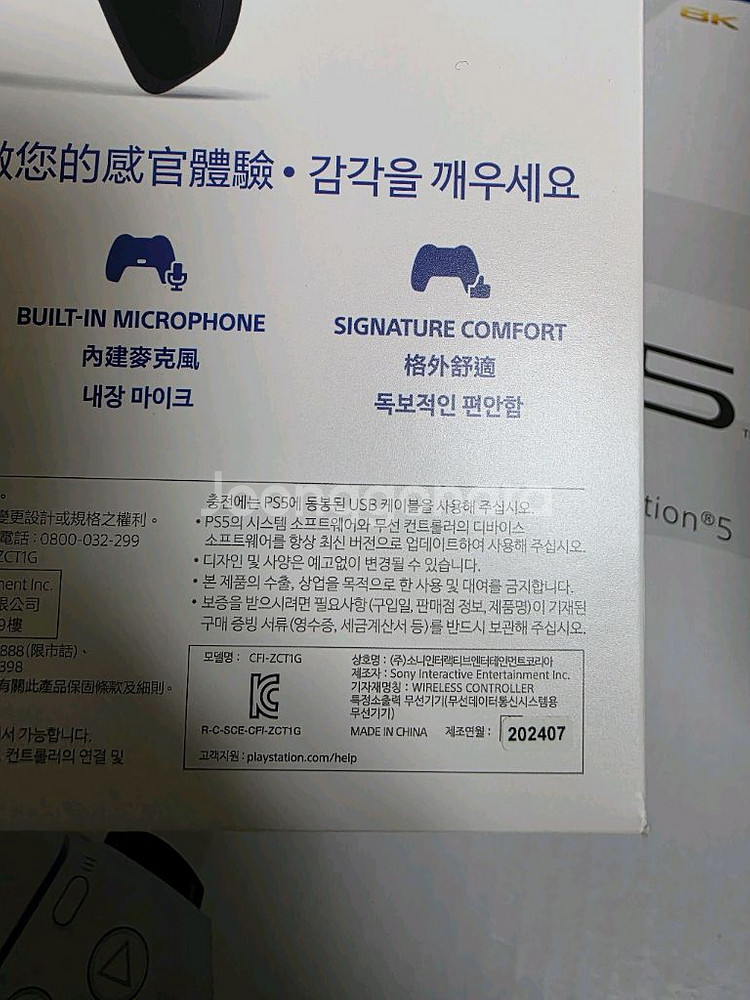 8K
您的感官體驗 • 감각을 깨우세요
BUILT-IN MICROPHONE
內建麥克風
내장 마이크
SIGNATURE COMFORT
格外舒適
독보적인 편안함
5
tion®5
變更設計或規格之權利。
電話：0800-032-299
ZCT1G
ment Inc.
限公司
9樓
888(限市話)、
398
有關此產品保固條款及細則。
서 가능합니다.
컨트롤러의 연결 및
충전에는 PS5에 동봉된 USB 케이블을 사용해 주십시오.
• PS5의 시스템 소프트웨어와 무선 컨트롤러의 디바이스
소프트웨어를 항상 최신 버전으로 업데이트하여 사용해 주십시오.
• 디자인 및 사양은 예고없이 변경될 수 있습니다.
• 본 제품의 수출, 상업을 목적으로 한 사용 및 대여를 금지합니다.
• 보증을 받으시려면 필요사항(구입일, 판매점 정보, 제품명)이 기재된
구매 증빙 서류(영수증, 세금계산서 등)를 반드시 보관해 주십시오.
모델명 : CFI-ZCT1G
R-C-SCE-CFI-ZCT1G
상호명 : (주)소니인터랙티브엔터테인먼트코리아
제조자 : Sony Interactive Entertainment Inc.
기자재명칭 : WIRELESS CONTROLLER
특정소출력 무선기기(무선데이터통신시스템용
무선기기)
MADE IN CHINA 제조연월 : 202407
고객지원 : playstation.com/help